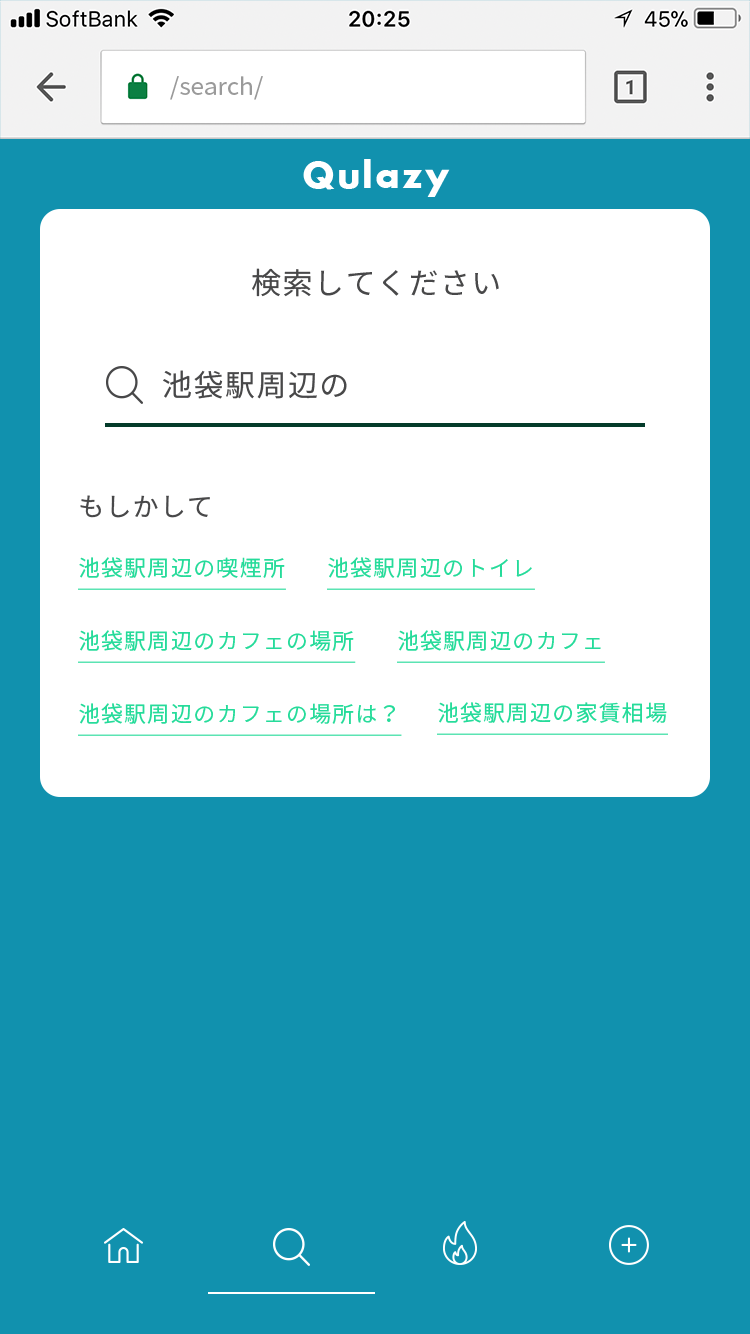 SoftBank 20:25 45%
/search/ 1
Qulazy
検索してください
池袋駅周辺の
もしかして
池袋駅周辺の喫煙所 池袋駅周辺のトイレ
池袋駅周辺のカフェの場所 池袋駅周辺のカフェ
池袋駅周辺のカフェの場所は？ 池袋駅周辺の家賃相場